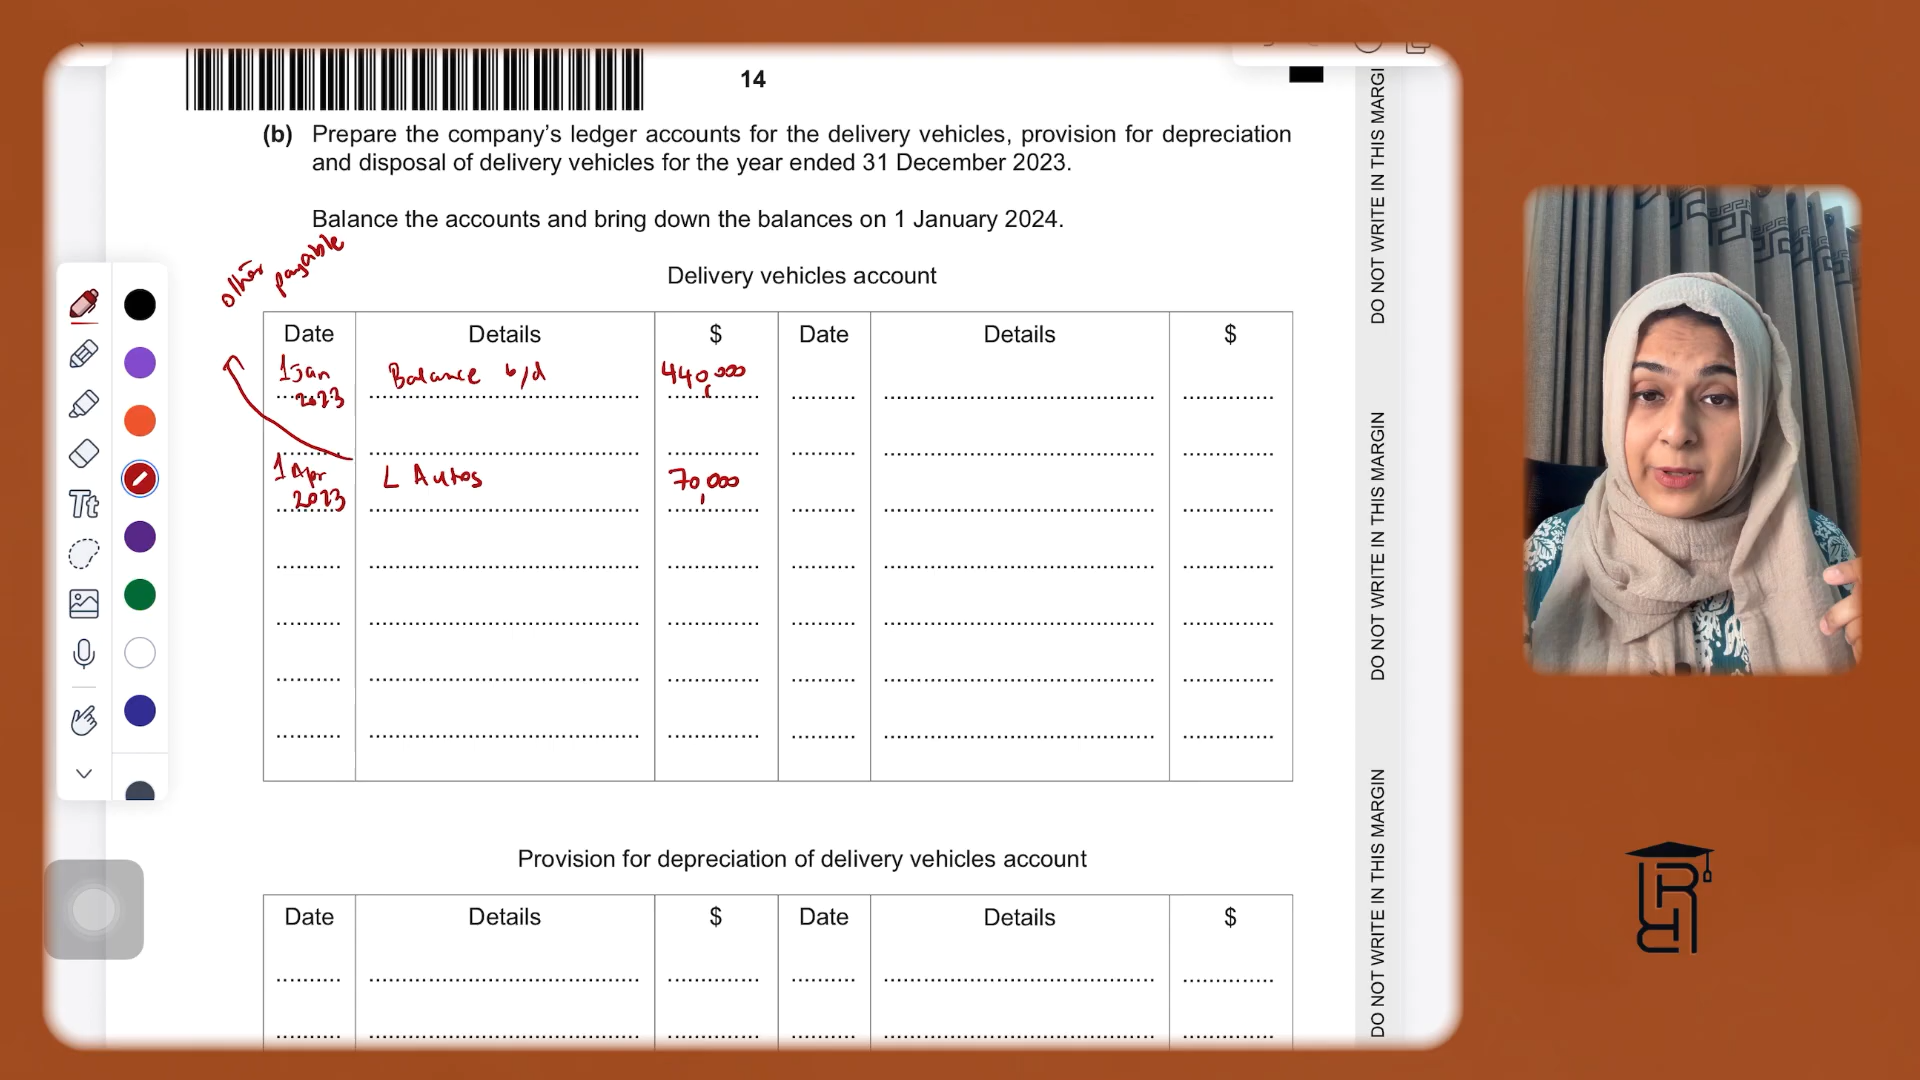 14
(b) Prepare the company's ledger accounts for the delivery vehicles, provision for depreciation
and disposal of delivery vehicles for the year ended 31 December 2023.
Balance the accounts and bring down the balances on 1 January 2024.
other payable
Delivery vehicles account
Date Details $ Date Details $
1 Jan 2023 Balance b/d 440,000
1 Apr 2023 L Autos 70,000
Provision for depreciation of delivery vehicles account
Date Details $ Date Details $
DO NOT WRITE IN THIS MARGI
DO NOT WRITE IN THIS MARGIN
DO NOT WRITE IN THIS MARGIN
Tt